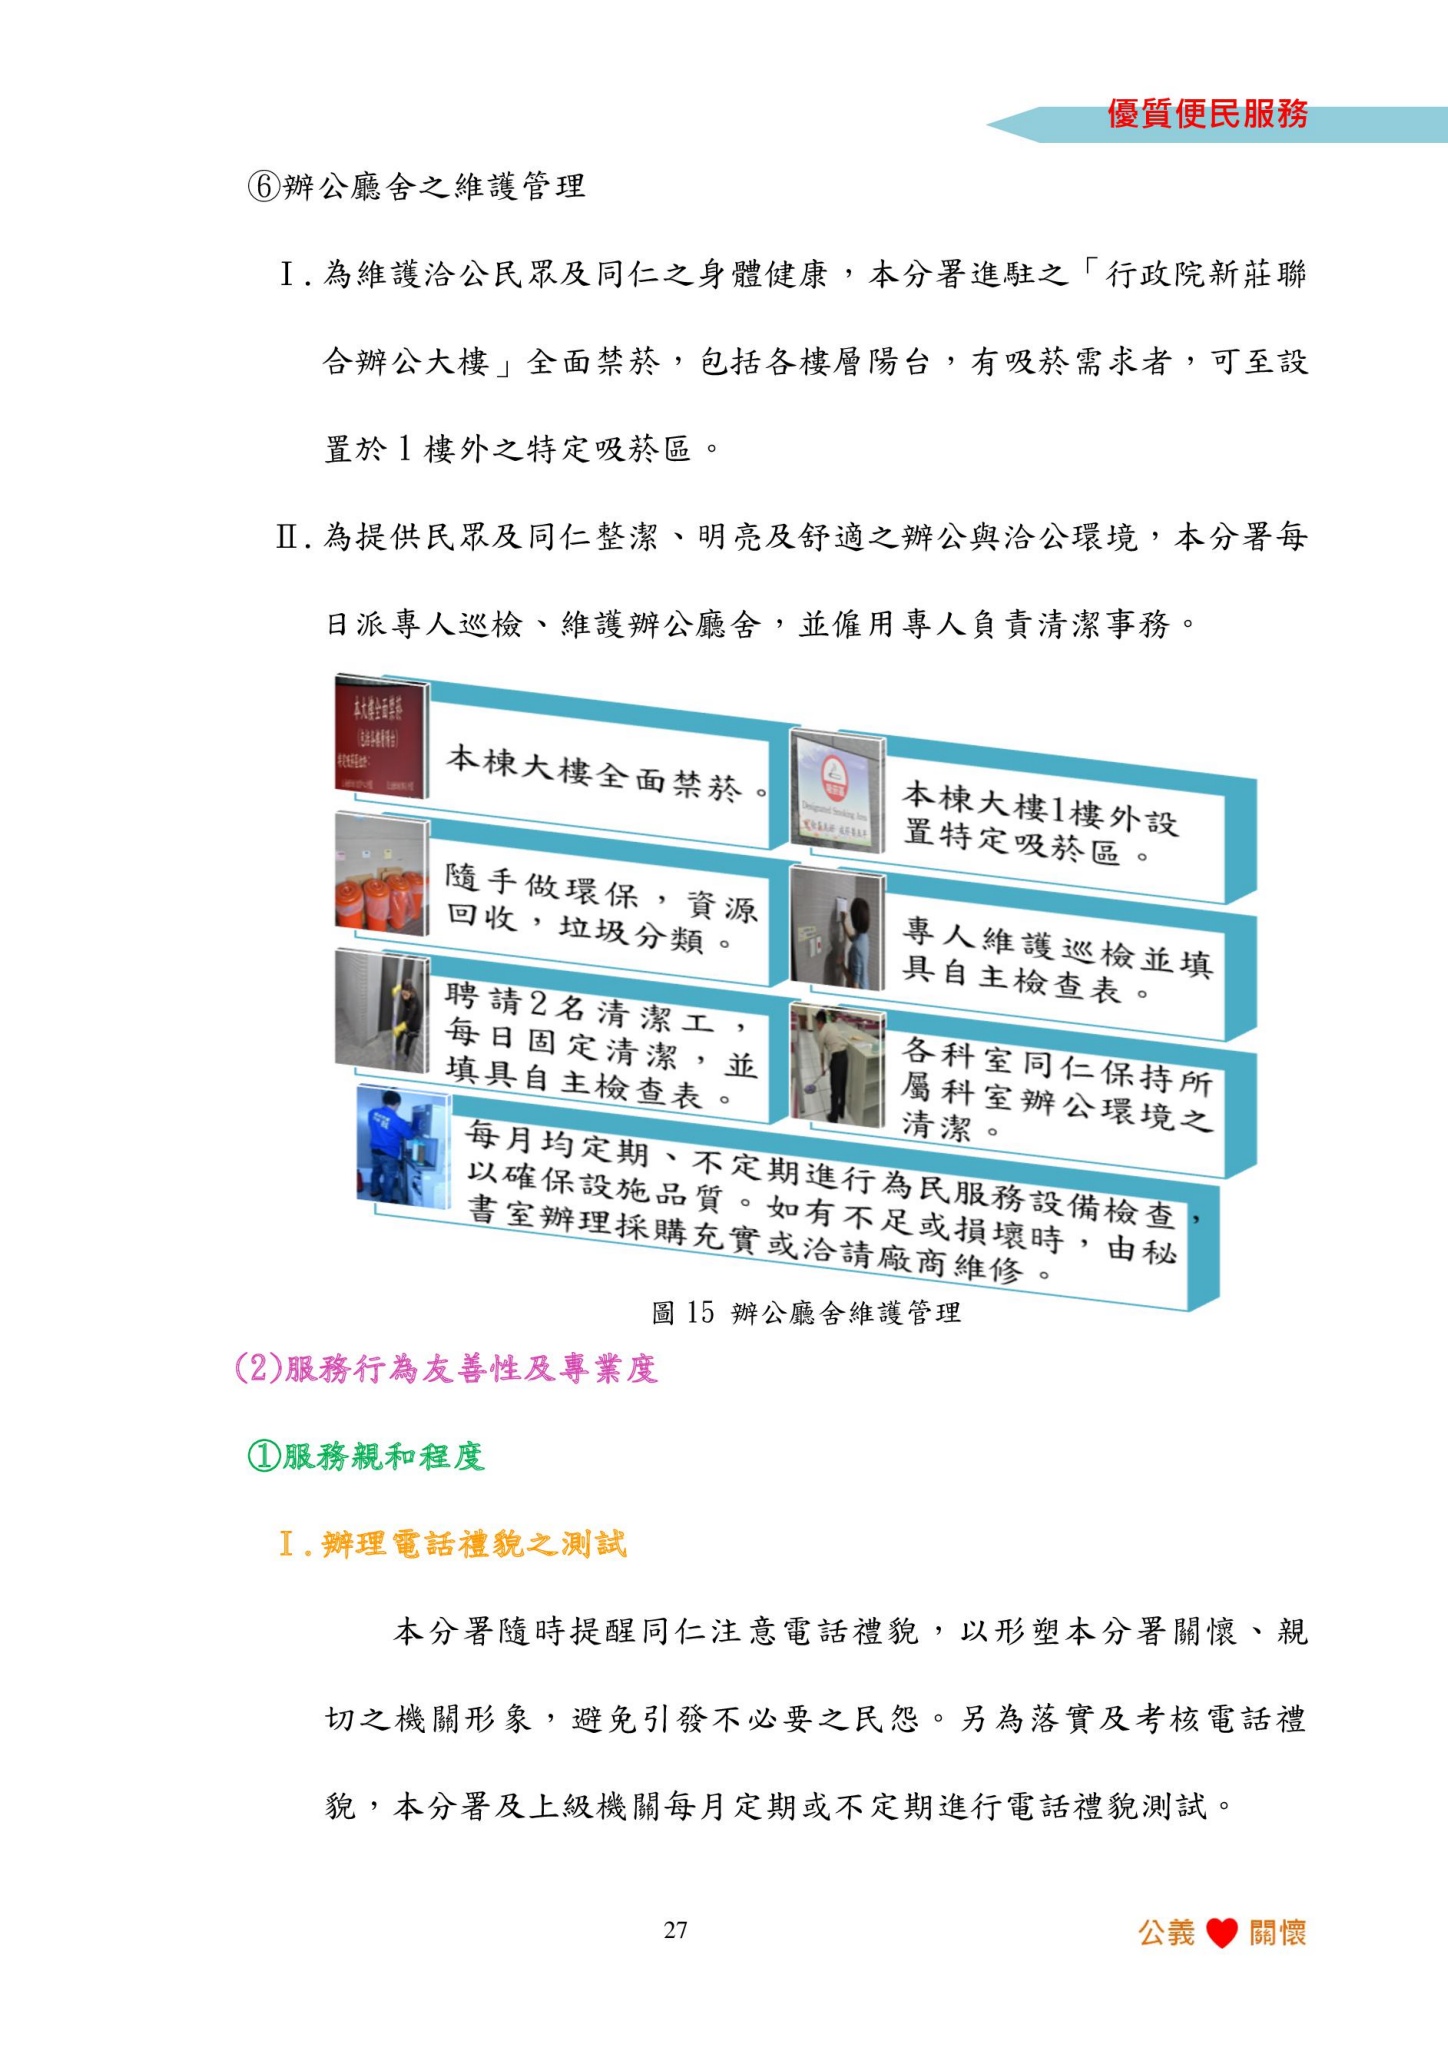 優質便民服務
⑥辦公廳舍之維護管理
Ⅰ.為維護洽公民眾及同仁之身體健康，本分署進駐之「行政院新莊聯
合辦公大樓」全面禁菸，包括各樓層陽台，有吸菸需求者，可至設
置於1樓外之特定吸菸區。
Ⅱ.為提供民眾及同仁整潔、明亮及舒適之辦公與洽公環境，本分署每
日派專人巡檢、維護辦公廳舍，並僱用專人負責清潔事務。
本大樓全面禁菸
(包括各樓層陽台)
本棟大樓全面禁菸。
吸菸區
Designated Smoking Area
本棟大樓1樓外設
置特定吸菸區。
隨手做環保，資源
回收，垃圾分類。
專人維護巡檢並填
具自主檢查表。
聘請2名清潔工，
每日固定清潔，並
填具自主檢查表。
各科室同仁保持所
屬科室辦公環境之
清潔。
每月均定期、不定期進行為民服務設備檢查，
以確保設施品質。如有不足或損壞時，由秘
書室辦理採購充實或洽請廠商維修。
圖 15 辦公廳舍維護管理
(2)服務行為友善性及專業度
①服務親和程度
Ⅰ.辦理電話禮貌之測試
本分署隨時提醒同仁注意電話禮貌，以形塑本分署關懷、親
切之機關形象，避免引發不必要之民怨。另為落實及考核電話禮
貌，本分署及上級機關每月定期或不定期進行電話禮貌測試。
27
公義 關懷